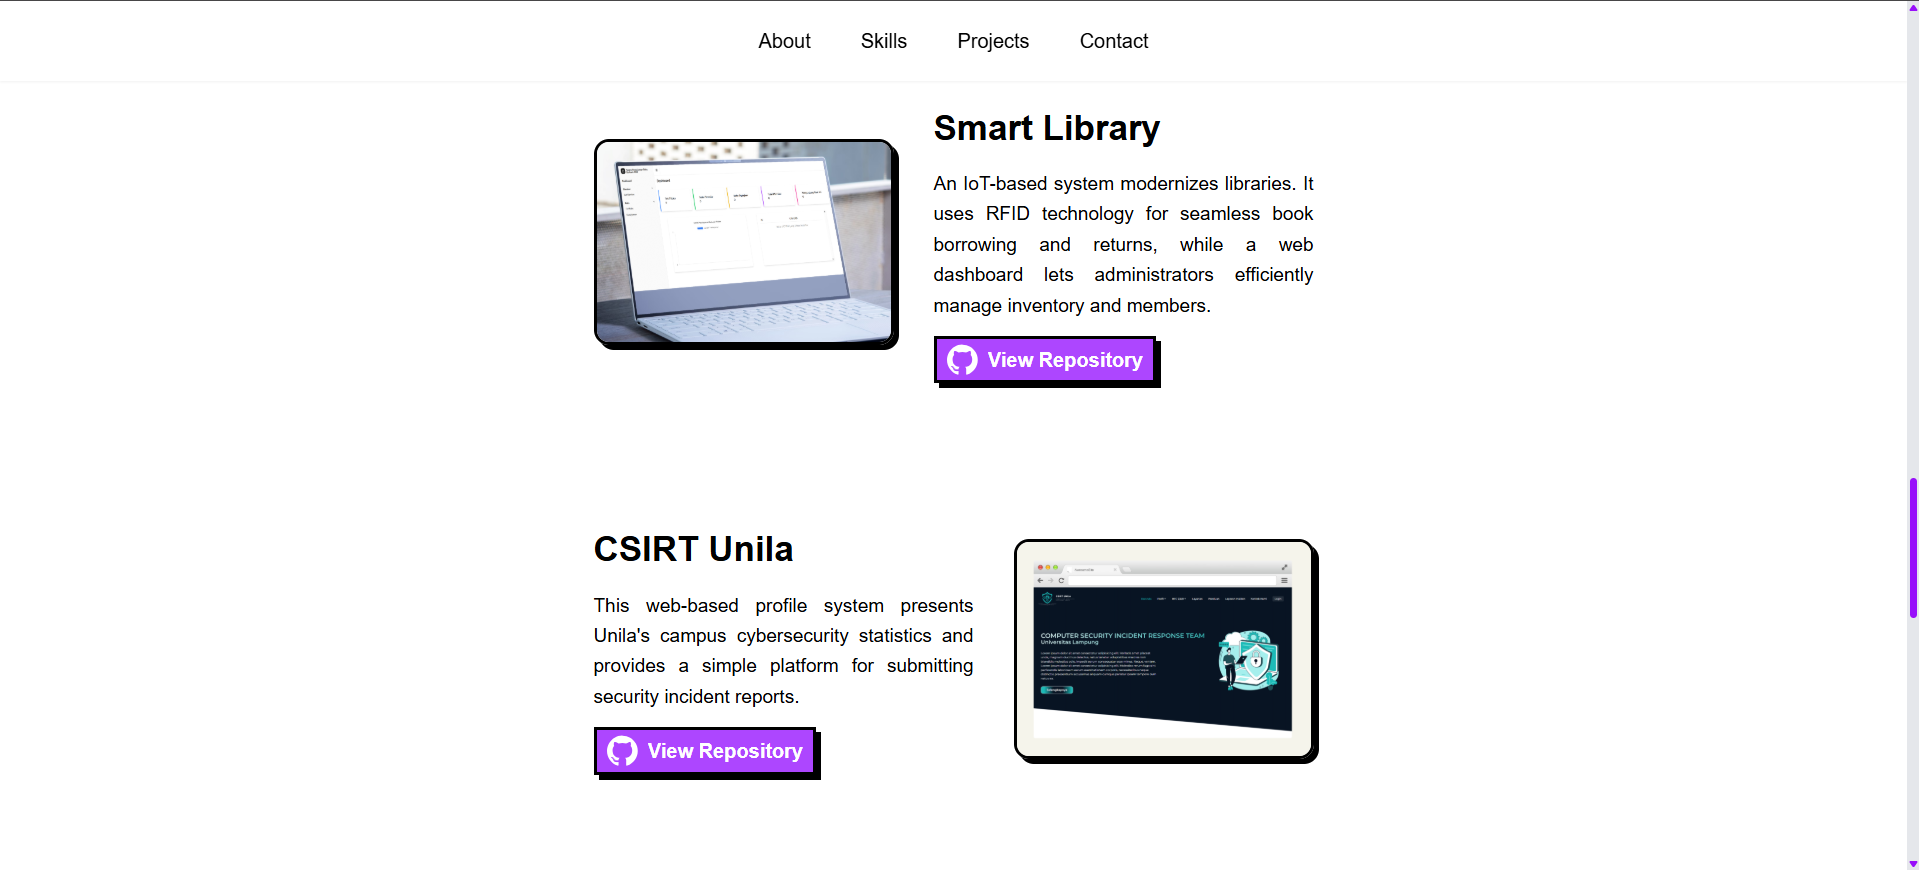 About Skills Projects Contact
Smart Library
An IoT-based system modernizes libraries. It
uses RFID technology for seamless book
borrowing and returns, while a web
dashboard lets administrators efficiently
manage inventory and members.
View Repository
CSIRT Unila
This web-based profile system presents
Unila's campus cybersecurity statistics and
provides a simple platform for submitting
security incident reports.
View Repository
COMPUTER SECURITY INCIDENT RESPONSE TEAM
Universitas Lampung